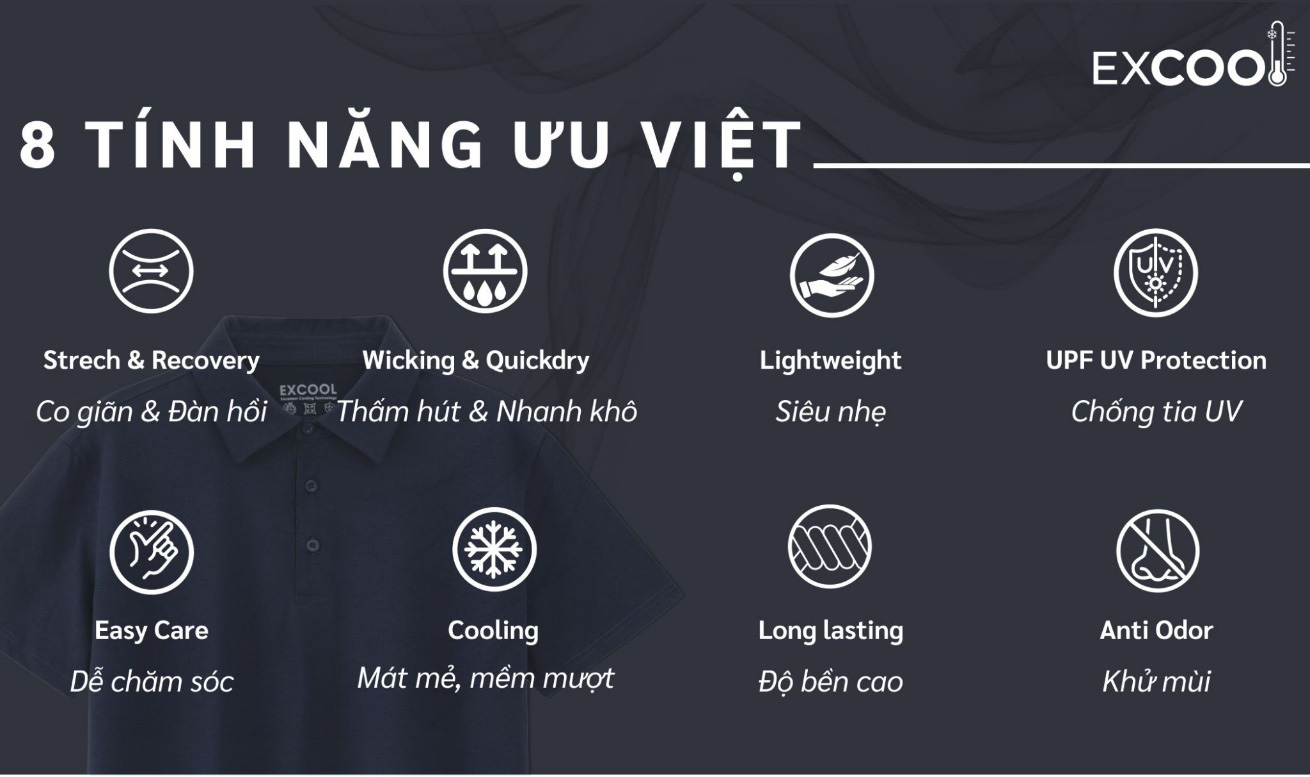 EXCOOL
8 TÍNH NĂNG ƯU VIỆT
UV
Strech & Recovery
Wicking & Quickdry
Lightweight
UPF UV Protection
EXCOOL
Excellent Cooling Technology
Co giãn & Đàn hồi
Thấm hút & Nhanh khô
Siêu nhẹ
Chống tia UV
Easy Care
Cooling
Long lasting
Anti Odor
Dễ chăm sóc
Mát mẻ, mềm mượt
Độ bền cao
Khử mùi